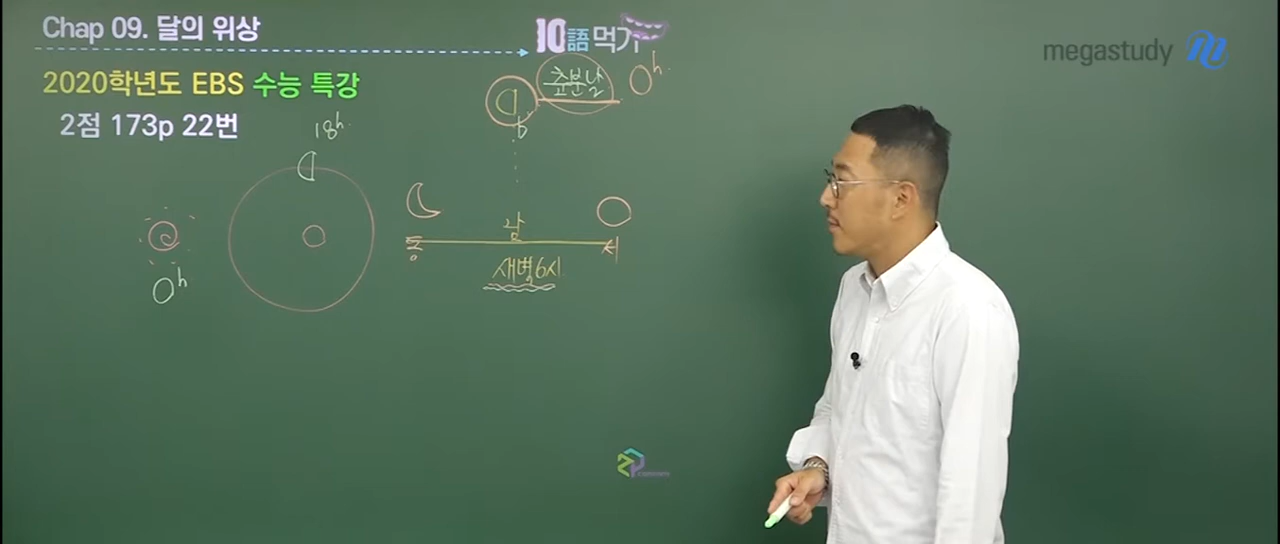 Chap 09. 달의 위상
10語먹기
megastudy
2020학년도 EBS 수능 특강
2점 173p 22번
춘분날
0h
18h
b
남
동
서
새벽6시
0h